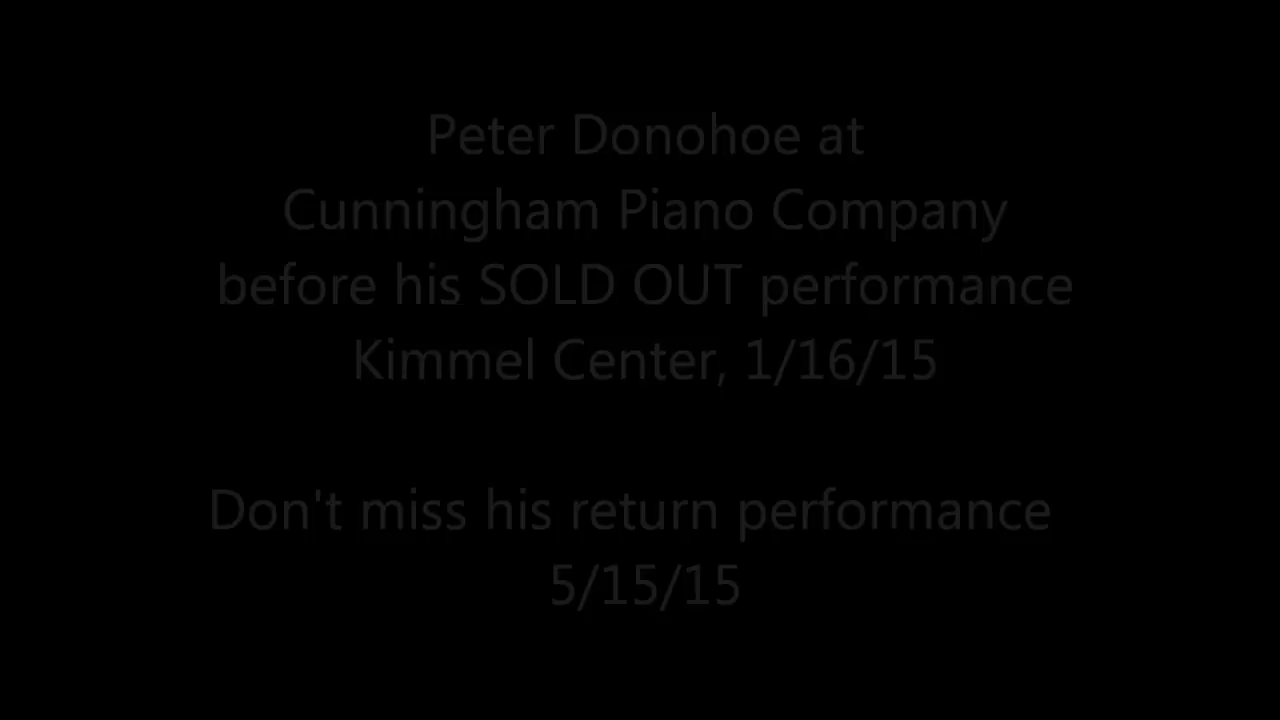 Peter Donohoe at
Cunningham Piano Company
before his SOLD OUT performance
Kimmel Center, 1/16/15
Don't miss his return performance
5/15/15